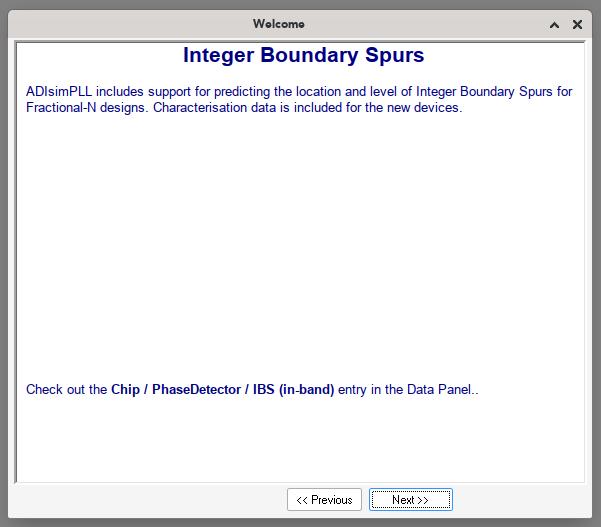 Welcome
Integer Boundary Spurs
ADIsimPLL includes support for predicting the location and level of Integer Boundary Spurs for
Fractional-N designs. Characterisation data is included for the new devices.
Check out the Chip / PhaseDetector / IBS (in-band) entry in the Data Panel..
<< Previous
Next >>